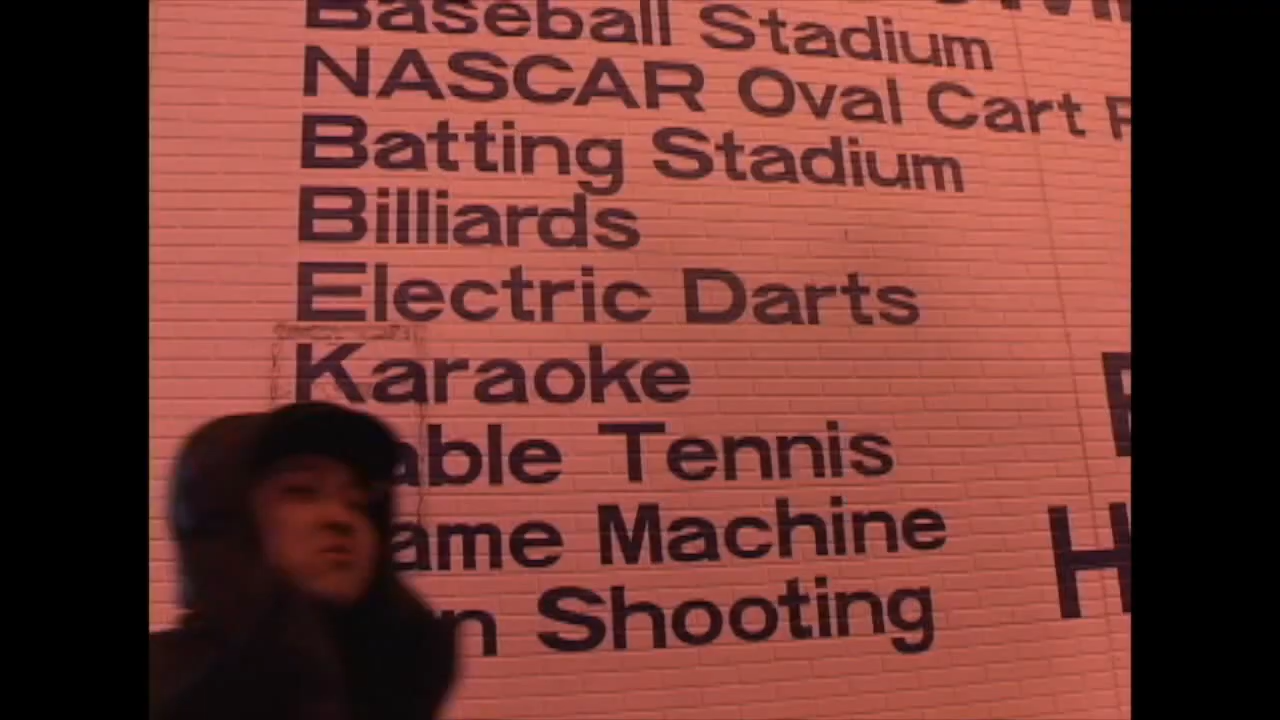 Baseball Stadium
NASCAR Oval Cart
Batting Stadium
Billiards
Electric Darts
Karaoke
able Tennis
ame Machine
n Shooting
H